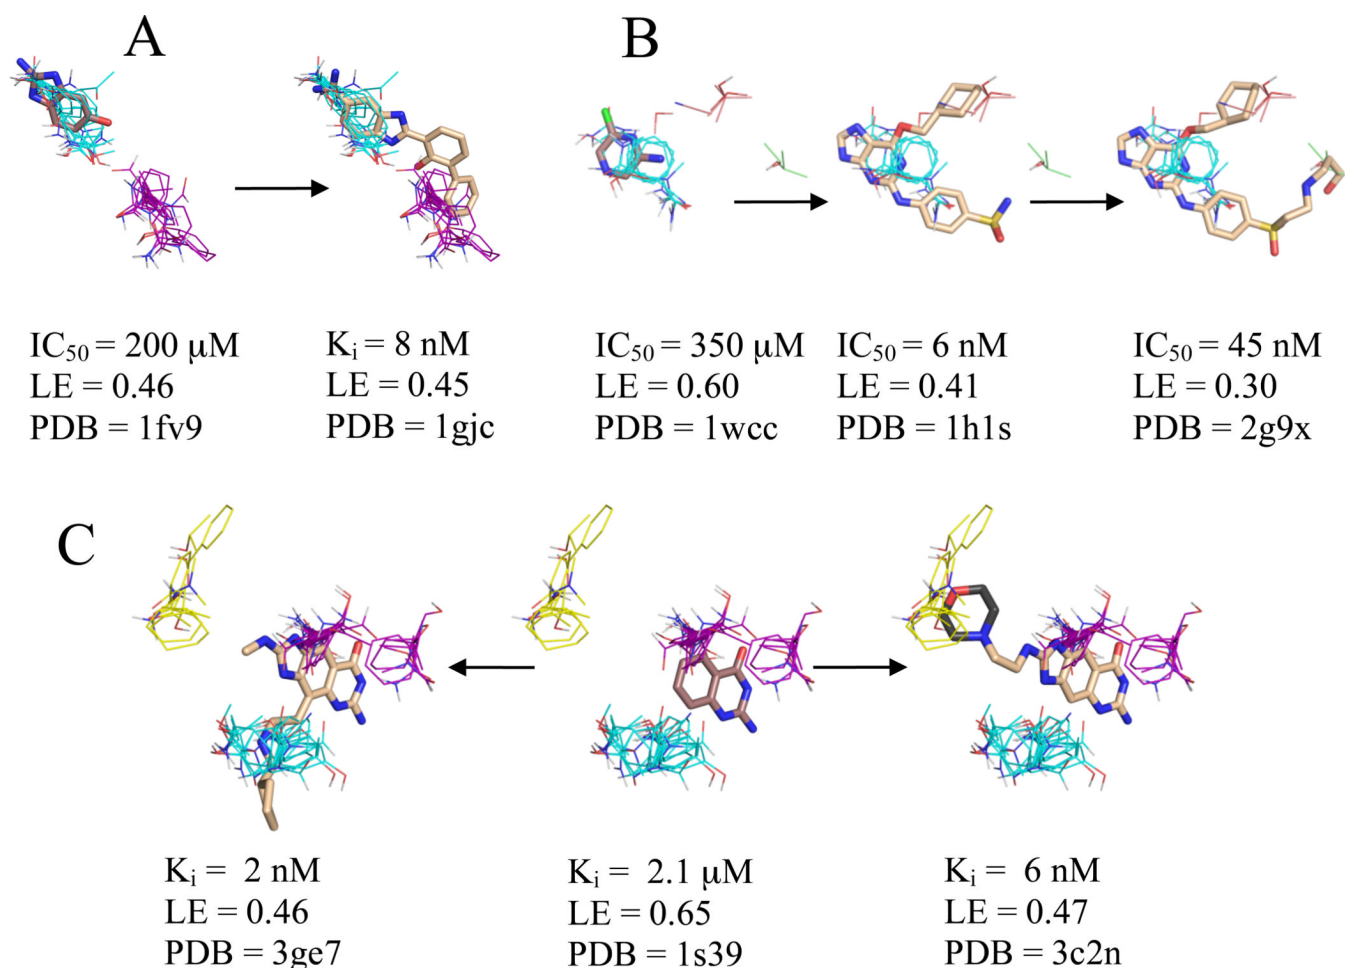 A
B
IC₅₀ = 200 μM
LE = 0.46
PDB = 1fv9
Kᵢ = 8 nM
LE = 0.45
PDB = 1gjc
IC₅₀ = 350 μM
LE = 0.60
PDB = 1wcc
IC₅₀ = 6 nM
LE = 0.41
PDB = 1h1s
IC₅₀ = 45 nM
LE = 0.30
PDB = 2g9x
C
Kᵢ = 2 nM
LE = 0.46
PDB = 3ge7
Kᵢ = 2.1 μM
LE = 0.65
PDB = 1s39
Kᵢ = 6 nM
LE = 0.47
PDB = 3c2n